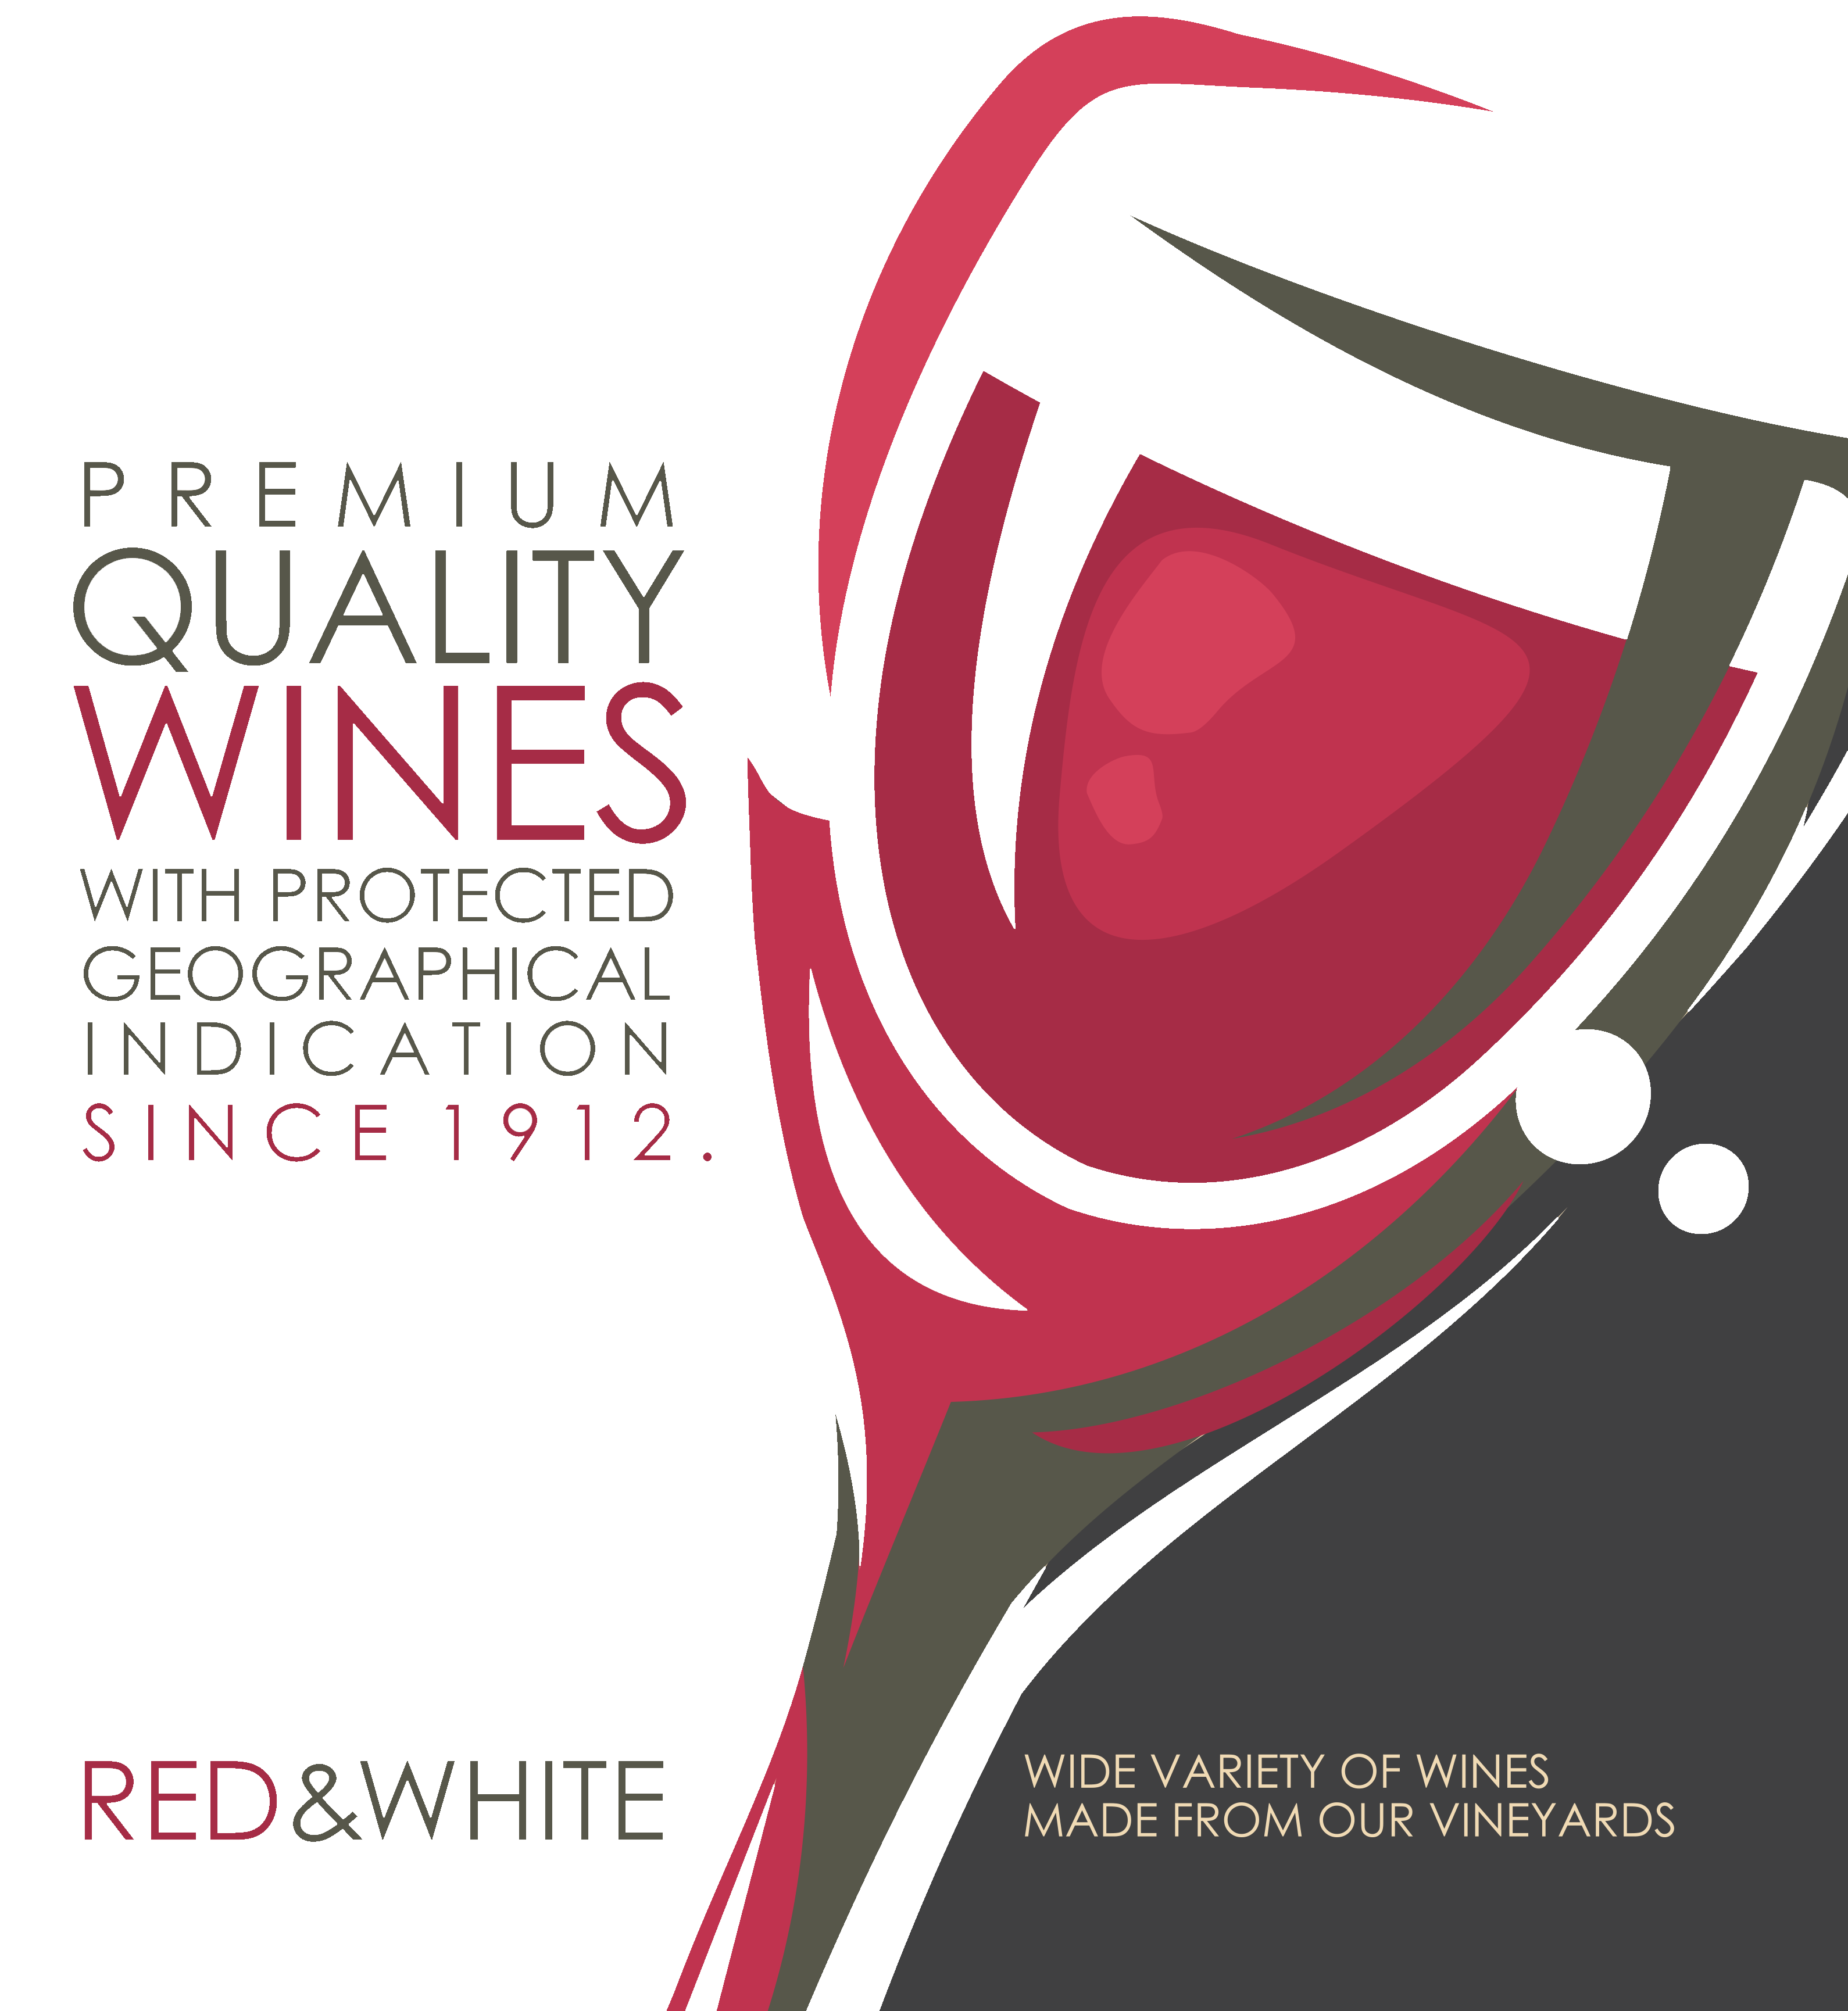 PREMIUM
QUALITY
WINES
WITH PROTECTED
GEOGRAPHICAL
INDICATION
SINCE 1912.
RED&WHITE
WIDE VARIETY OF WINES
MADE FROM OUR VINEYARDS